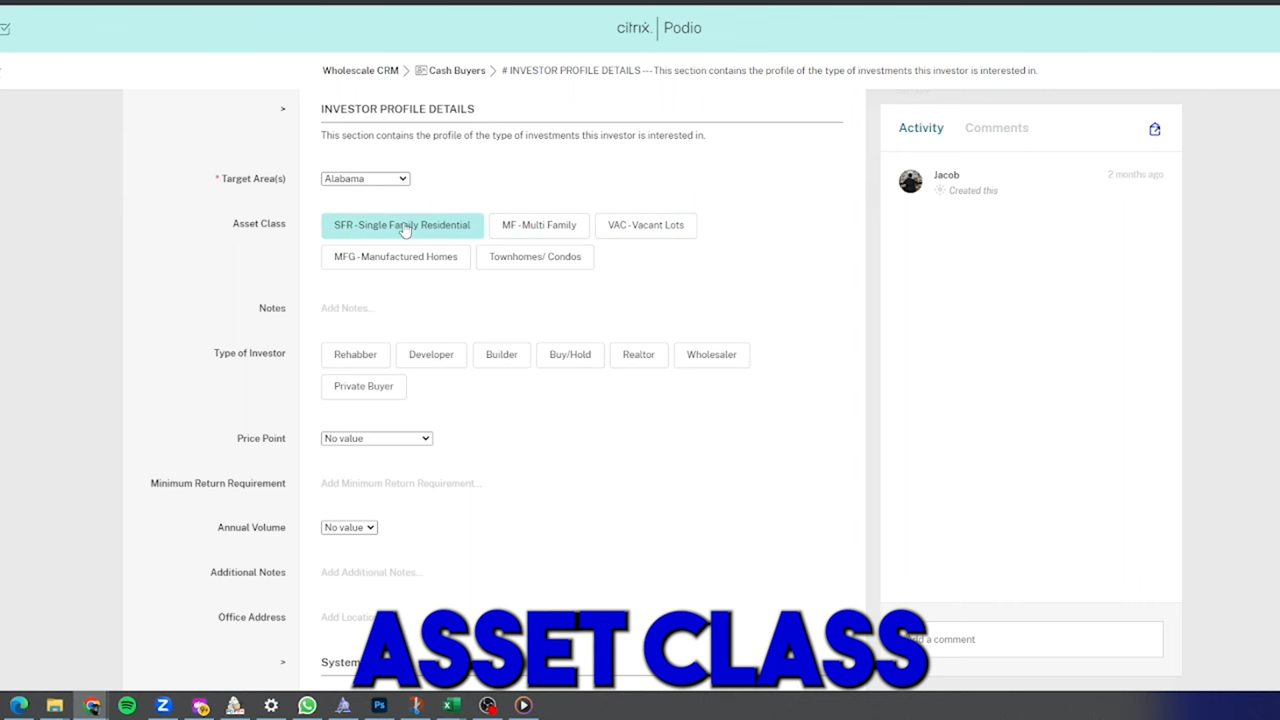 citrix | Podio
Wholescale CRM > Cash Buyers > # INVESTOR PROFILE DETAILS --- This section contains the profile of the type of investments this investor is interested in.
> INVESTOR PROFILE DETAILS
This section contains the profile of the type of investments this investor is interested in.
* Target Area(s) Alabama
Asset Class SFR - Single Family Residential MF - Multi Family VAC - Vacant Lots
MFG - Manufactured Homes Townhomes/ Condos
Notes Add Notes...
Type of Investor Rehabber Developer Builder Buy/Hold Realtor Wholesaler
Private Buyer
Price Point No value
Minimum Return Requirement Add Minimum Return Requirement...
Annual Volume No value
Additional Notes Add Additional Notes...
Office Address Add Locatio
> System
Activity Comments
Jacob 2 months ago
Created this
d a comment
ASSET CLASS